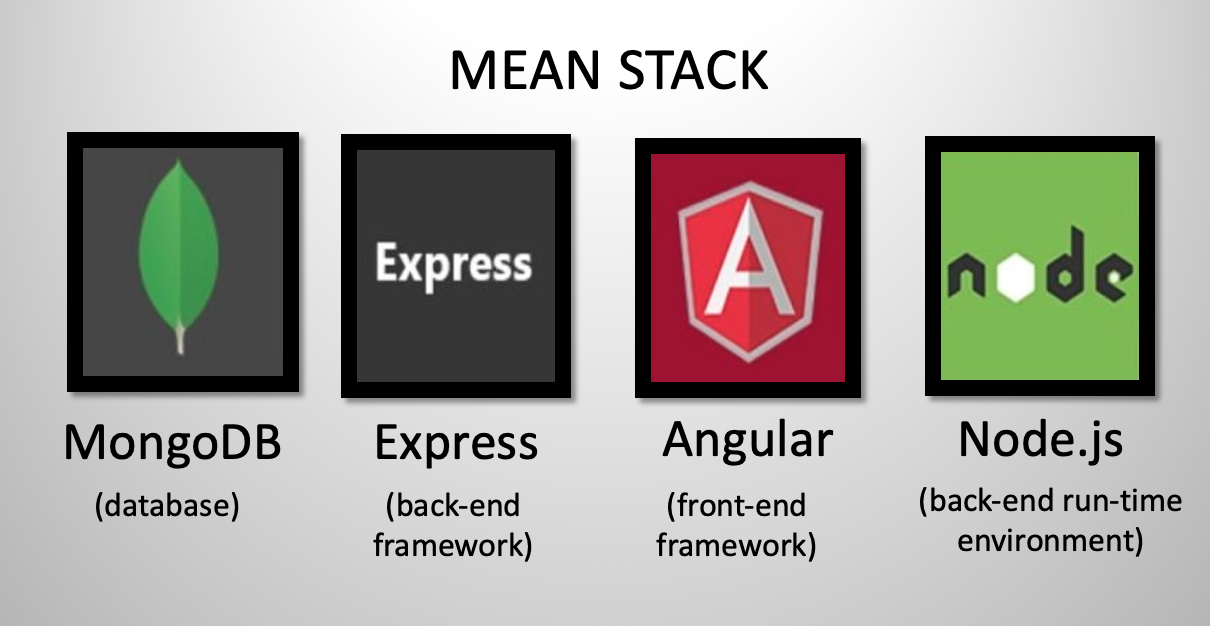 MEAN STACK
Express
A
node
MongoDB
(database)
Express
(back-end
framework)
Angular
(front-end
framework)
Node.js
(back-end run-time
environment)